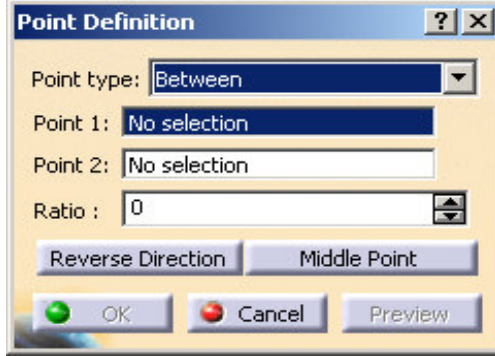 Point Definition ? X
Point type: Between
Point 1: No selection
Point 2: No selection
Ratio : 0
Reverse Direction Middle Point
OK Cancel Preview